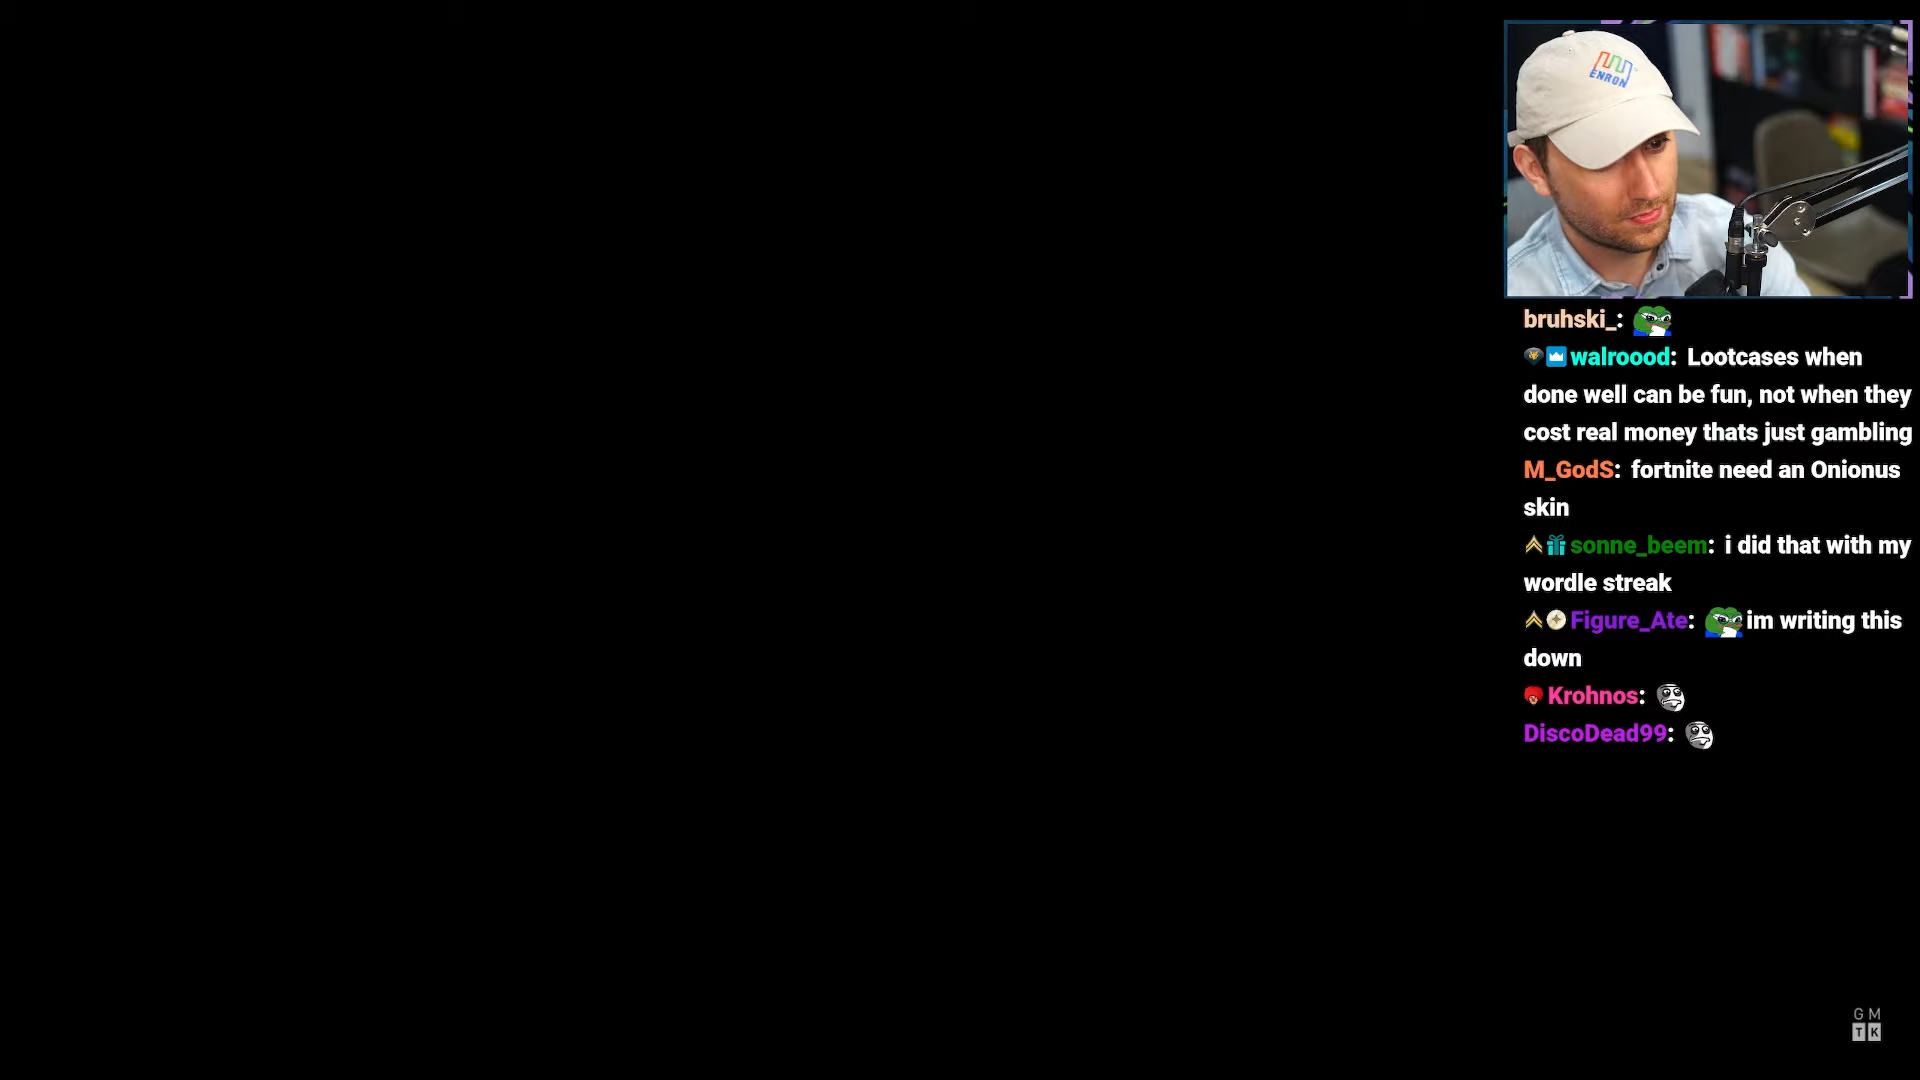 ENRON
bruhski_:
walroood: Lootcases when
done well can be fun, not when they
cost real money thats just gambling
M_GodS: fortnite need an Onionus
skin
sonne_beem: i did that with my
wordle streak
Figure_Ate: im writing this
down
Krohnos:
DiscoDead99:
GM
TK